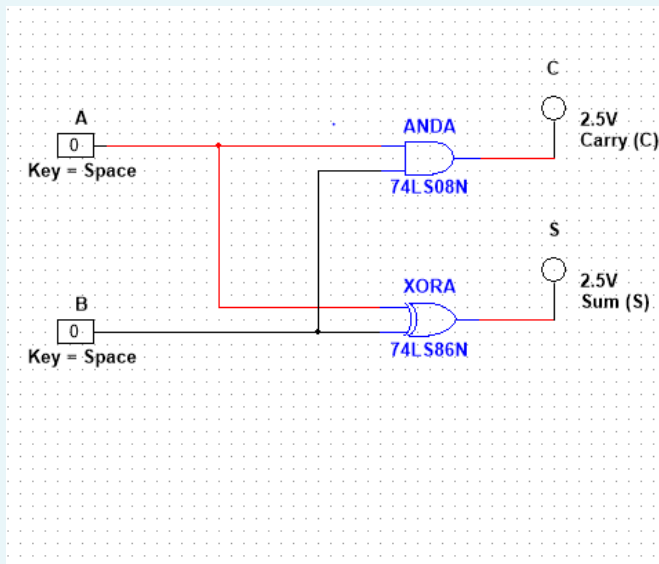 C
2.5V
Carry (C)
A
0
Key = Space
ANDA
74LS08N
S
2.5V
Sum (S)
B
0
Key = Space
XORA
74LS86N